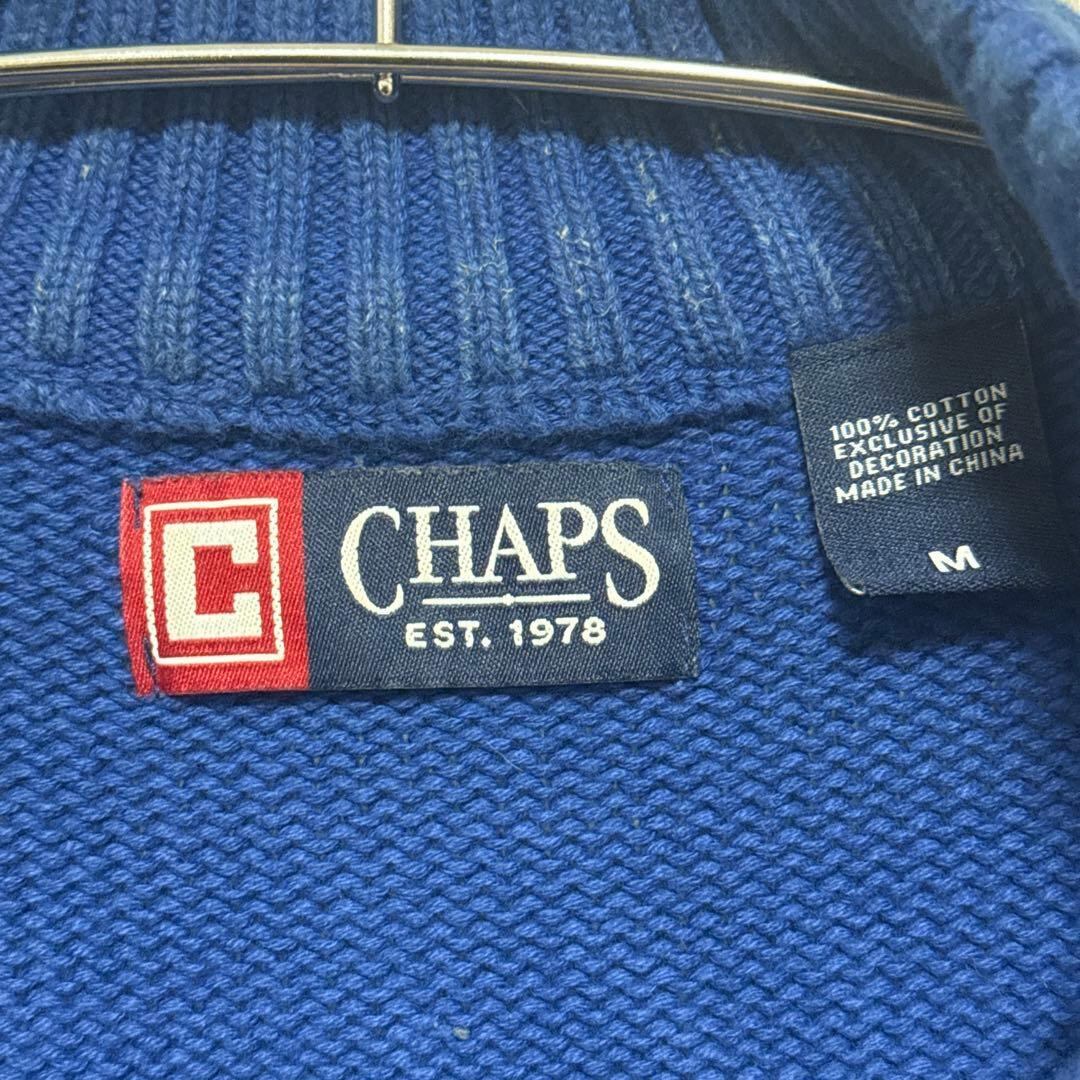 C CHAPS
EST. 1978
100% COTTON
EXCLUSIVE OF
DECORATION
MADE IN CHINA
M